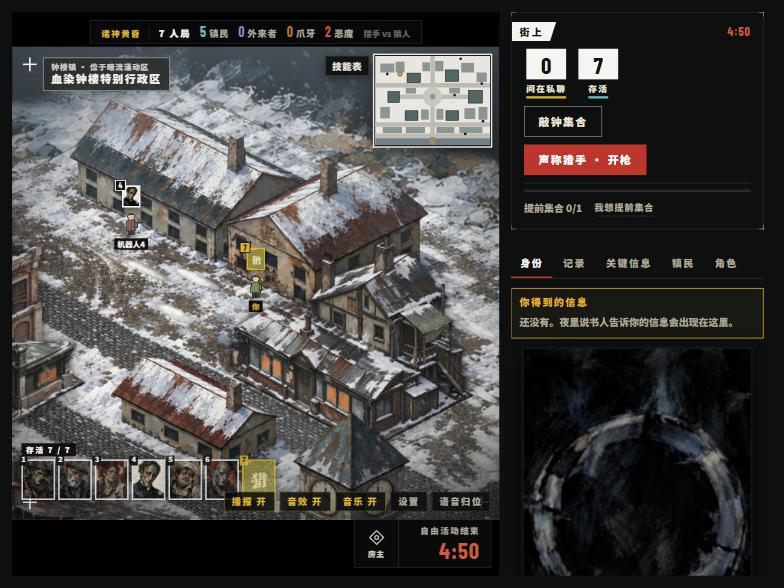 诸神黄昏 7 人局 5 镇民 0 外来者 0 爪牙 2 恶魔 猎手 vs 狼人
钟楼镇 · 位于暗流涌动区
血染钟楼特别行政区
技能表
4
机器人4
7
猎
你
存活 7 / 7
1 2 3 4 5 6 7
猎
播报 开 音效 开 音乐 开 设置 语音归位
房主
自由活动结束
4:50
街上
4:50
0 7
间在私聊 存活
敲钟集合
声称猎手 · 开枪
提前集合 0/1 我想提前集合
身份 记录 关键信息 镇民 角色
你得到的信息
还没有。夜里说书人告诉你的信息会出现在这里。